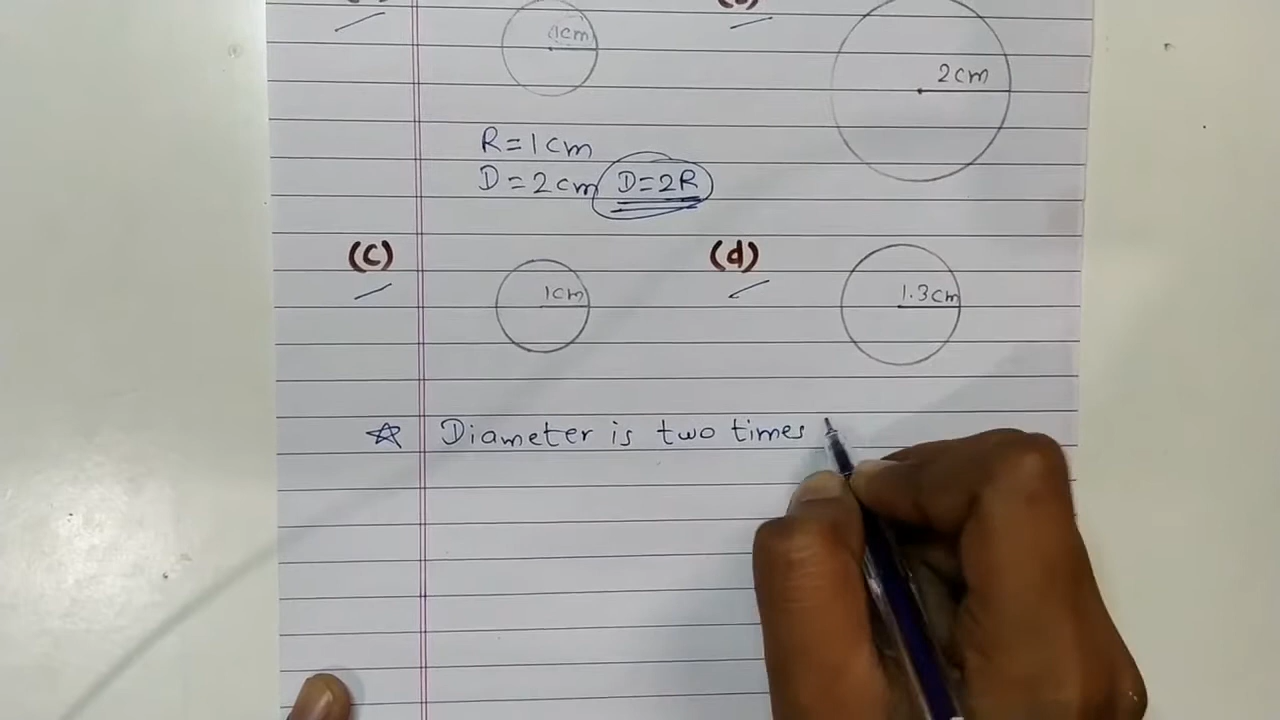 1cm
2cm
R=1cm
D=2cm D=2R
(c) (d)
1cm 1.3cm
☆ Diameter is two times